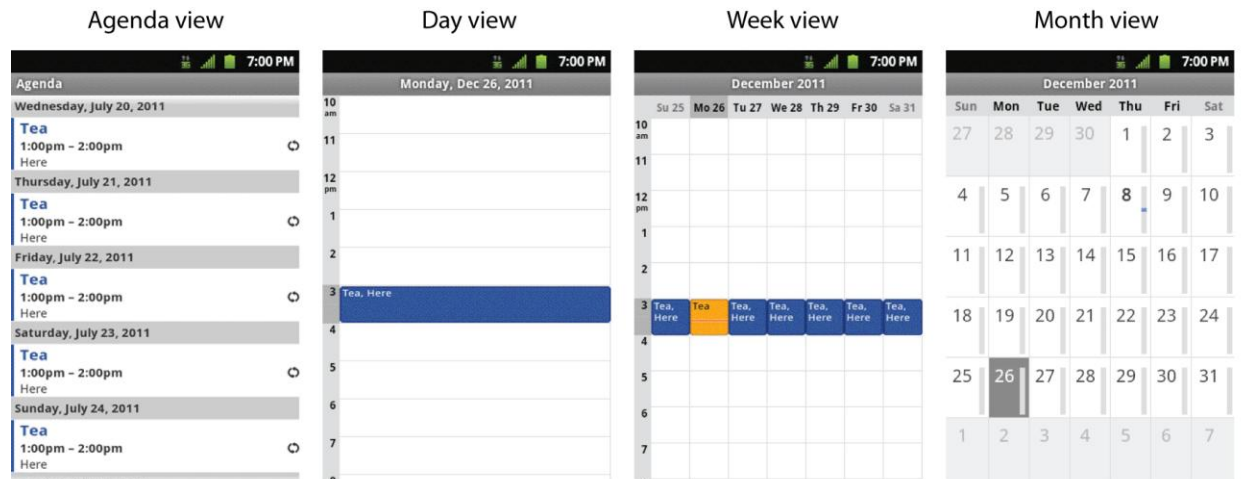 Agenda view
7:00 PM
Agenda
Wednesday, July 20, 2011
Tea
1:00pm – 2:00pm
Here
Thursday, July 21, 2011
Tea
1:00pm – 2:00pm
Here
Friday, July 22, 2011
Tea
1:00pm – 2:00pm
Here
Saturday, July 23, 2011
Tea
1:00pm – 2:00pm
Here
Sunday, July 24, 2011
Tea
1:00pm – 2:00pm
Here
Day view
7:00 PM
Monday, Dec 26, 2011
10
am
11
12
pm
1
2
3 Tea, Here
4
5
6
7
Week view
7:00 PM
December 2011
Su 25 Mo 26 Tu 27 We 28 Th 29 Fr 30 Sa 31
10
am
11
12
pm
1
2
3 Tea, Tea Tea, Tea, Tea, Tea, Tea,
Here Here Here Here Here Here
4
5
6
7
Month view
7:00 PM
December 2011
Sun Mon Tue Wed Thu Fri Sat
27 28 29 30 1 2 3
4 5 6 7 8 9 10
11 12 13 14 15 16 17
18 19 20 21 22 23 24
25 26 27 28 29 30 31
1 2 3 4 5 6 7